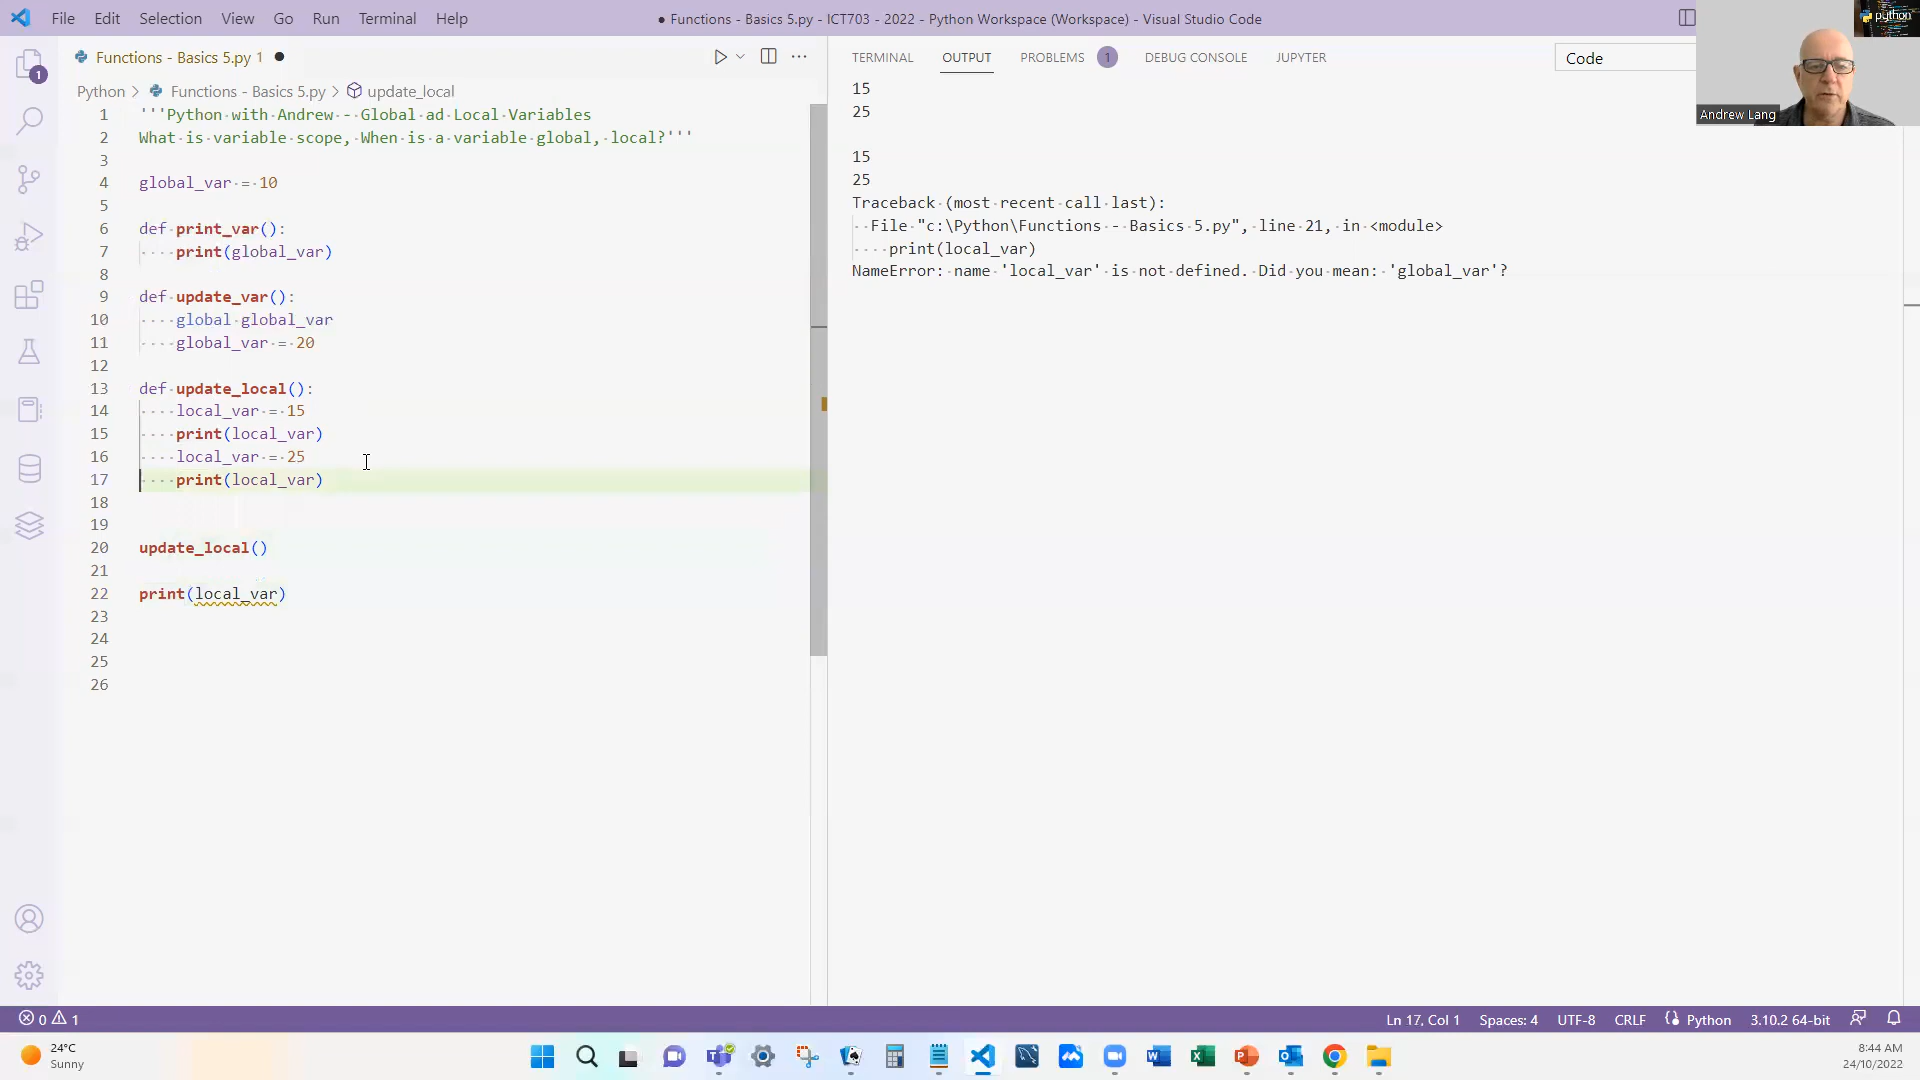 File Edit Selection View Go Run Terminal Help
● Functions - Basics 5.py - ICT703 - 2022 - Python Workspace (Workspace) - Visual Studio Code
python
Andrew Lang
1
Functions - Basics 5.py 1 ●
Python > Functions - Basics 5.py > update_local
1 '''Python with Andrew - Global ad Local Variables
2 What is variable scope, When is a variable global, local?'''
3
4 global_var = 10
5
6 def print_var():
7     print(global_var)
8
9 def update_var():
10     global global_var
11     global_var = 20
12
13 def update_local():
14     local_var = 15
15     print(local_var)
16     local_var = 25
17     print(local_var)
18
19
20 update_local()
21
22 print(local_var)
23
24
25
26
TERMINAL OUTPUT PROBLEMS 1 DEBUG CONSOLE JUPYTER
Code
15
25
15
25
Traceback (most recent call last):
  File "c:\Python\Functions - Basics 5.py", line 21, in <module>
    print(local_var)
NameError: name 'local_var' is not defined. Did you mean: 'global_var'?
0 1 Ln 17, Col 1 Spaces: 4 UTF-8 CRLF Python 3.10.2 64-bit
24°C
Sunny
8:44 AM
24/10/2022